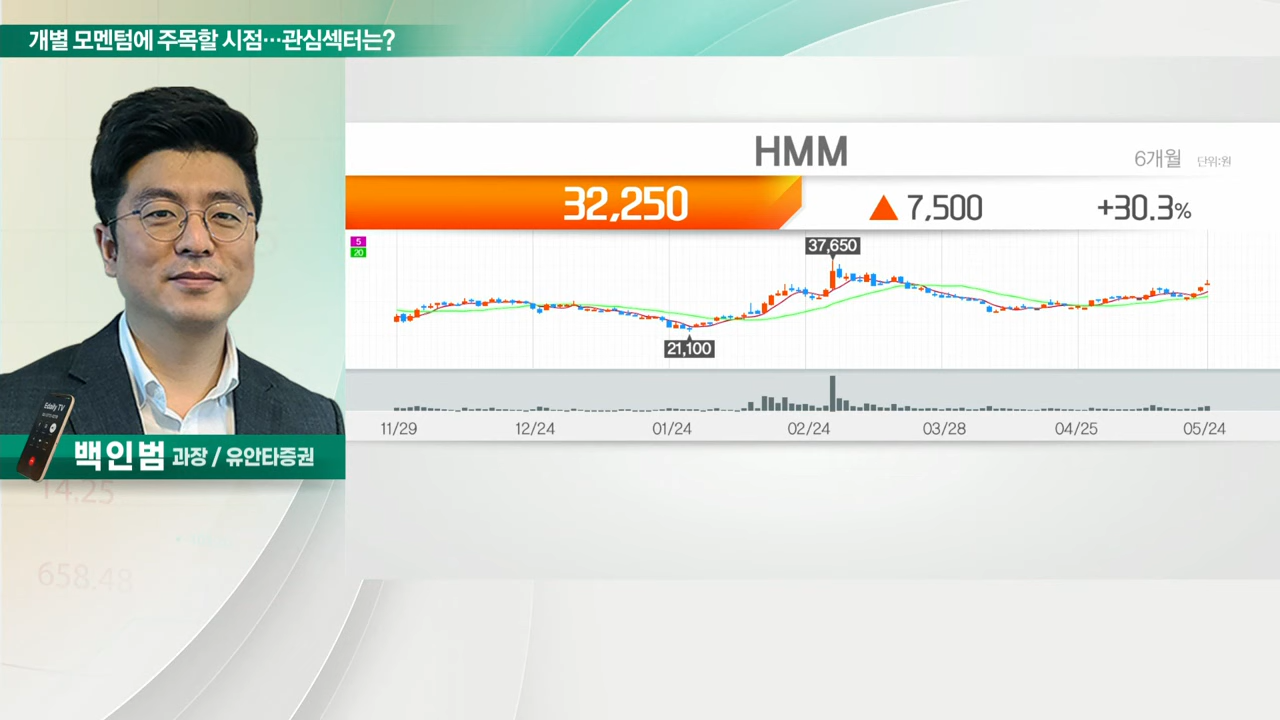 개별 모멘텀에 주목할 시점…관심섹터는?
HMM
6개월 단위:원
32,250 ▲ 7,500 +30.3%
5
20
37,650
21,100
11/29 12/24 01/24 02/24 03/28 04/25 05/24
Edaily TV
백인범 과장 / 유안타증권
14.25
658.48